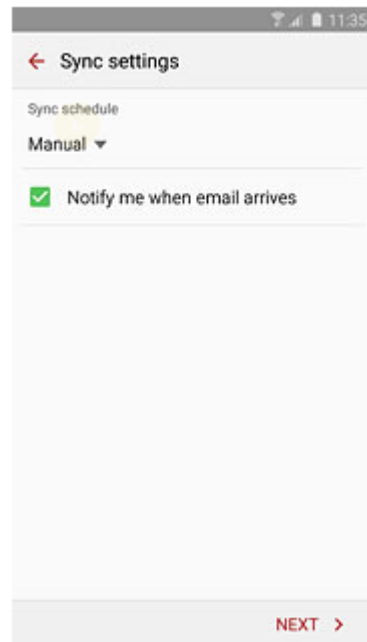 11:35
Sync settings
Sync schedule
Manual
Notify me when email arrives
NEXT